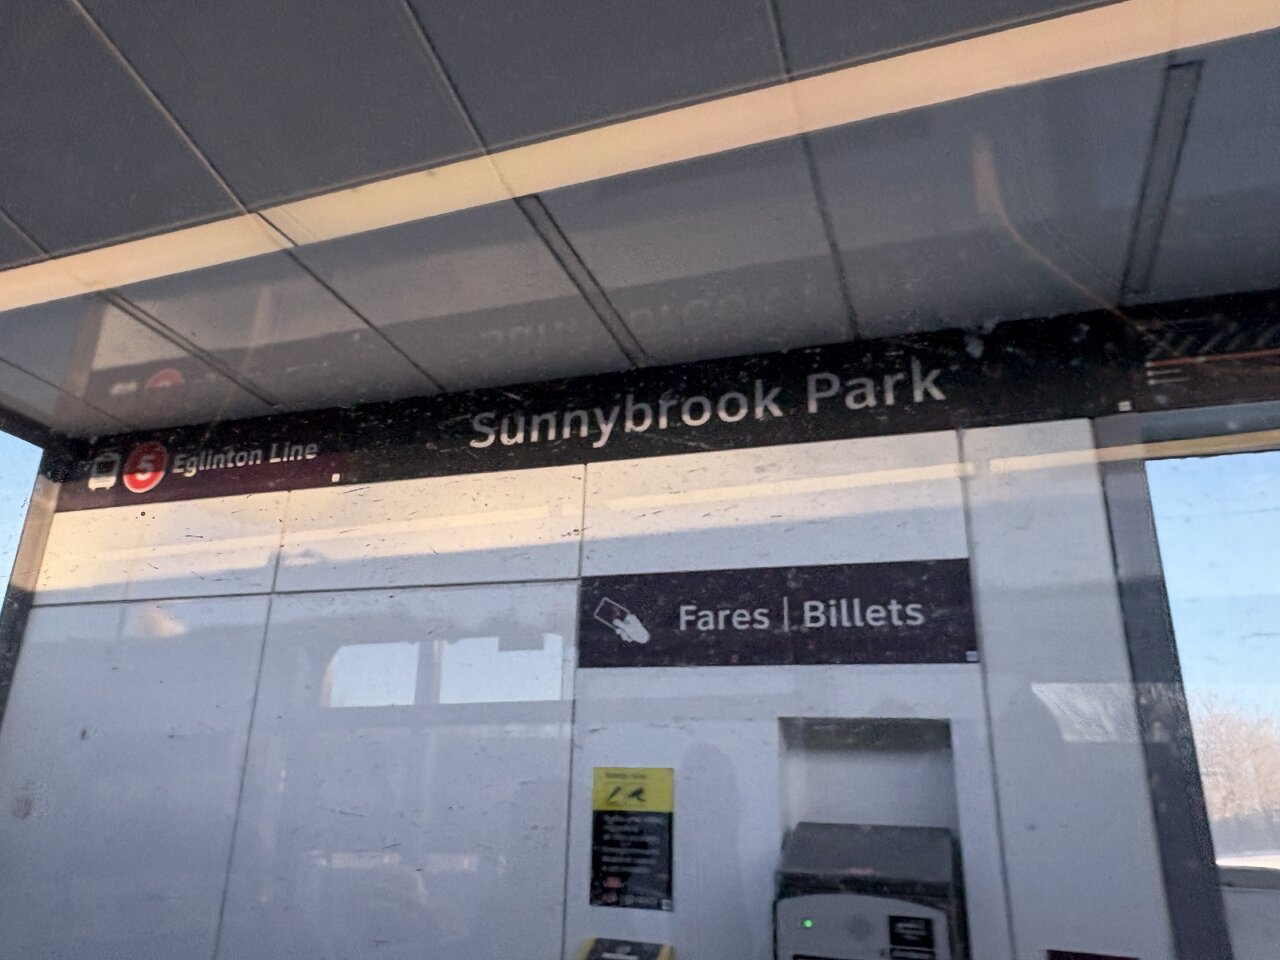 5 Eglinton Line
Sunnybrook Park
Fares | Billets